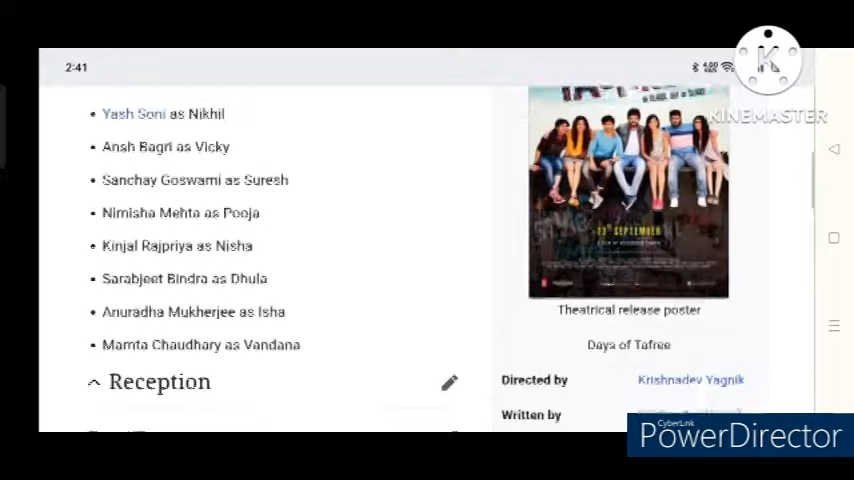 2:41
K
KINEMASTER
Yash Soni as Nikhil
Ansh Bagri as Vicky
Sanchay Goswami as Suresh
Nimisha Mehta as Pooja
Kinjal Rajpriya as Nisha
Sarabjeet Bindra as Dhula
Anuradha Mukherjee as Isha
Mamta Chaudhary as Vandana
Reception
23rd SEPTEMBER
Theatrical release poster
Days of Tafree
Directed by Krishnadev Yagnik
Written by
CyberLink
PowerDirector